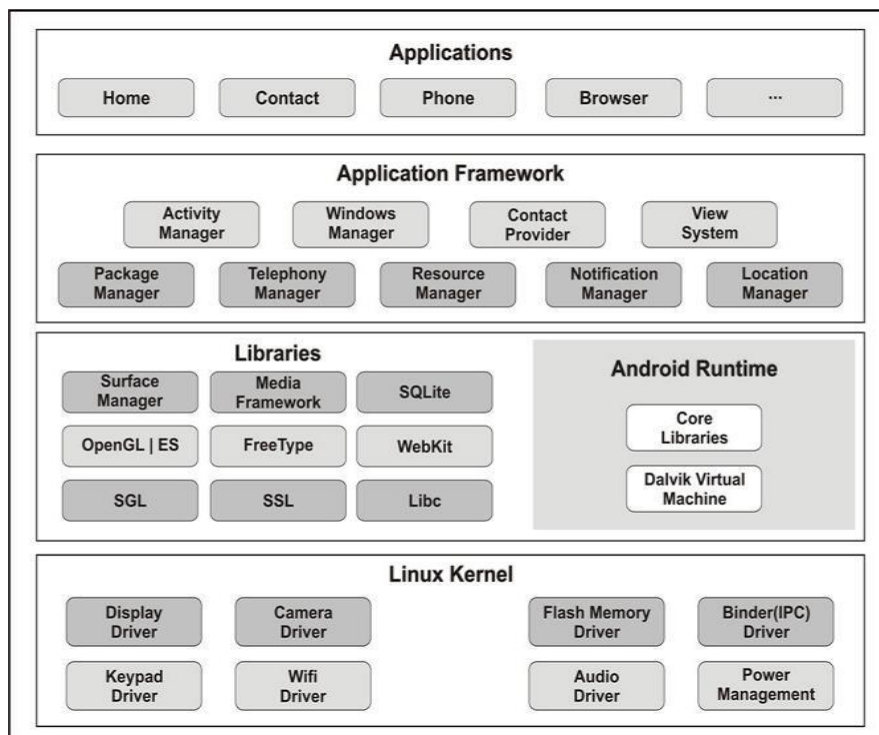 Applications
Home
Contact
Phone
Browser
...
Application Framework
Activity
Manager
Windows
Manager
Contact
Provider
View
System
Package
Manager
Telephony
Manager
Resource
Manager
Notification
Manager
Location
Manager
Libraries
Surface
Manager
Media
Framework
SQLite
OpenGL | ES
FreeType
WebKit
SGL
SSL
Libc
Android Runtime
Core
Libraries
Dalvik Virtual
Machine
Linux Kernel
Display
Driver
Camera
Driver
Flash Memory
Driver
Binder(IPC)
Driver
Keypad
Driver
Wifi
Driver
Audio
Driver
Power
Management